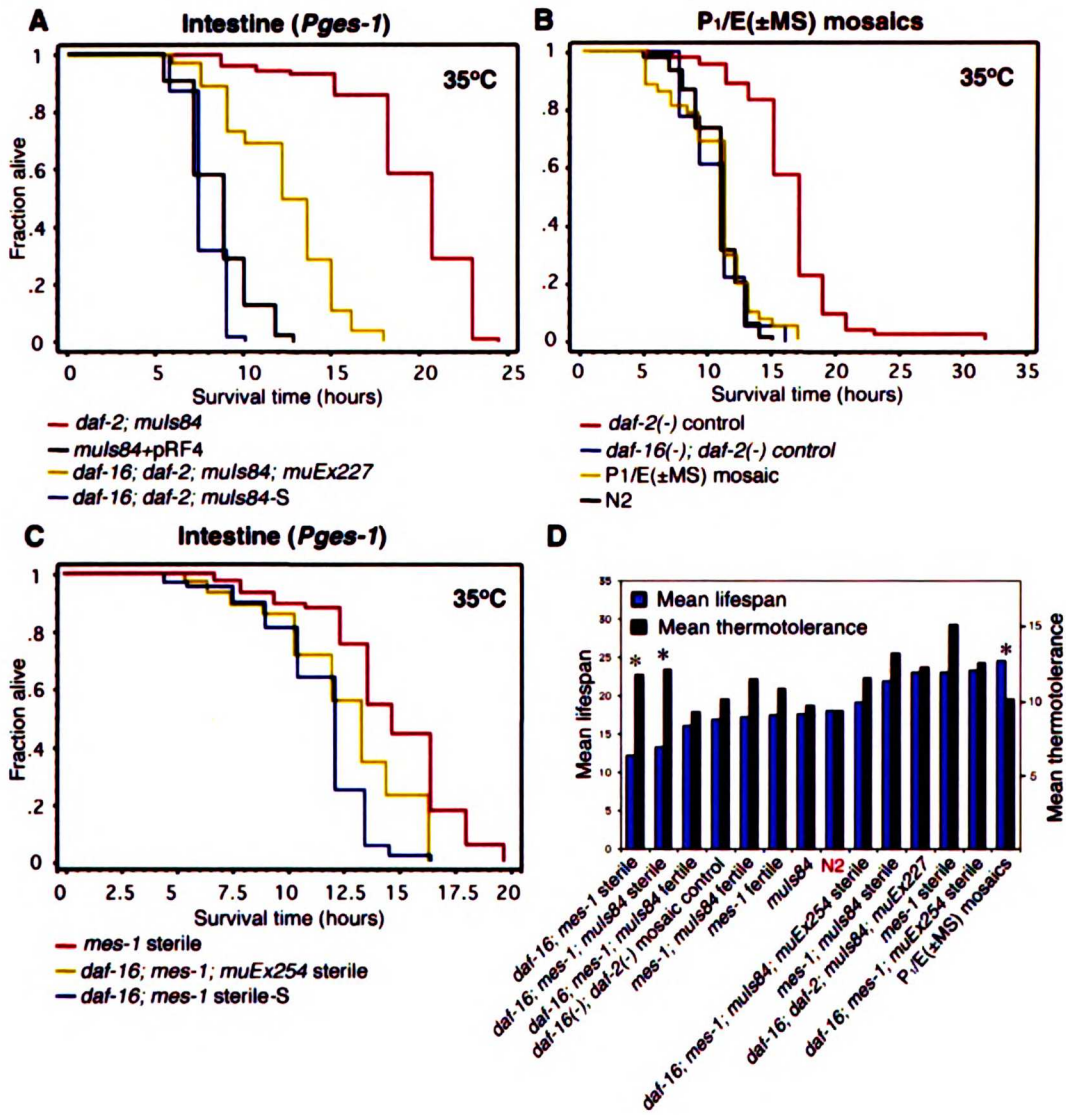 A
Intestine (Pges-1)
35°C
Fraction alive
1
.8
.6
.4
.2
0
0 5 10 15 20 25
Survival time (hours)
daf-2; muIs84
muIs84+pRF4
daf-16; daf-2; muIs84; muEx227
daf-16; daf-2; muIs84-S
B
P1/E(±MS) mosaics
35°C
1
.8
.6
.4
.2
0
0 5 10 15 20 25 30 35
Survival time (hours)
daf-2(-) control
daf-16(-); daf-2(-) control
P1/E(±MS) mosaic
N2
C
Intestine (Pges-1)
35°C
Fraction alive
1
.8
.6
.4
.2
0
0 2.5 5 7.5 10 12.5 15 17.5 20
Survival time (hours)
mes-1 sterile
daf-16; mes-1; muEx254 sterile
daf-16; mes-1 sterile-S
D
Mean lifespan
Mean thermotolerance
Mean lifespan
35
30
25
20
15
10
5
0
* * *
15
10
5
Mean thermotolerance
daf-16; mes-1 sterile
daf-16; mes-1; muIs84 sterile
daf-16; mes-1; muIs84 fertile
daf-16(-); daf-2(-) mosaic control
mes-1; muIs84 fertile
mes-1 fertile
muIs84
N2
daf-16; mes-1; muIs84; muEx254 sterile
mes-1; muIs84 sterile
daf-16; daf-2; muIs84; muEx227
mes-1 sterile
daf-16; mes-1; muEx254 sterile
P1/E(±MS) mosaics